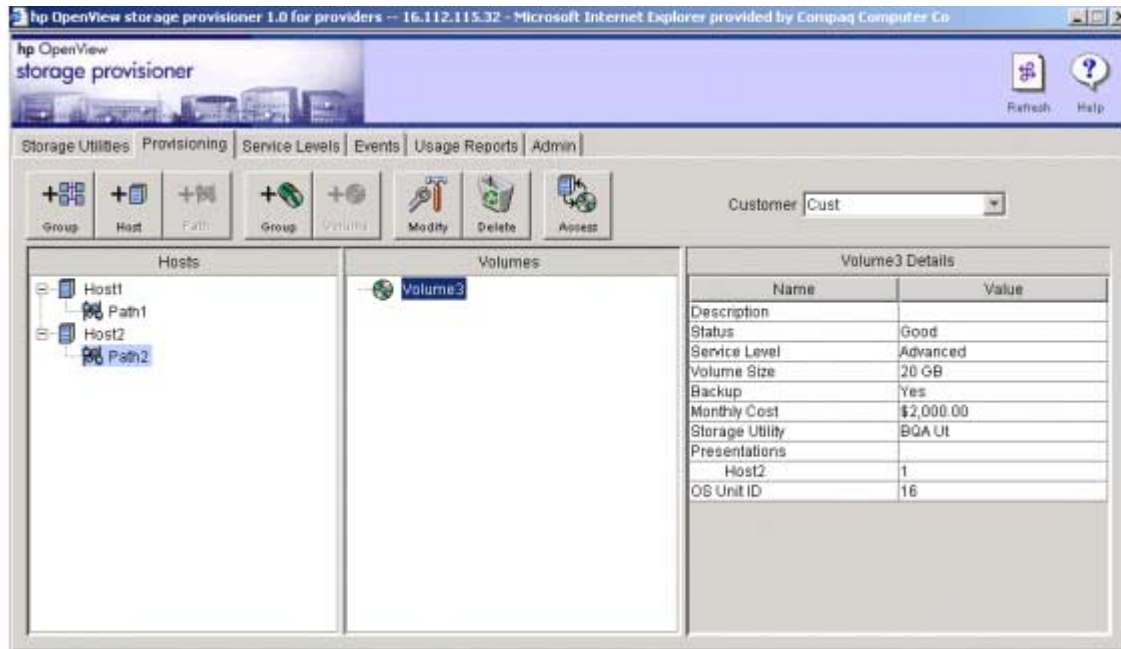 hp OpenView storage provisioner 1.0 for providers -- 16.112.115.32 - Microsoft Internet Explorer provided by Compaq Computer Co
hp OpenView
storage provisioner
Refresh Help
Storage Utilities Provisioning Service Levels Events Usage Reports Admin
Group Host Path Group Volume Modify Delete Access
Customer Cust
Hosts Volumes Volume3 Details
Host1
Path1
Host2
Path2
Volume3
Name Value
Description
Status Good
Service Level Advanced
Volume Size 20 GB
Backup Yes
Monthly Cost $2,000.00
Storage Utility BQA Ut
Presentations
Host2 1
OS Unit ID 16